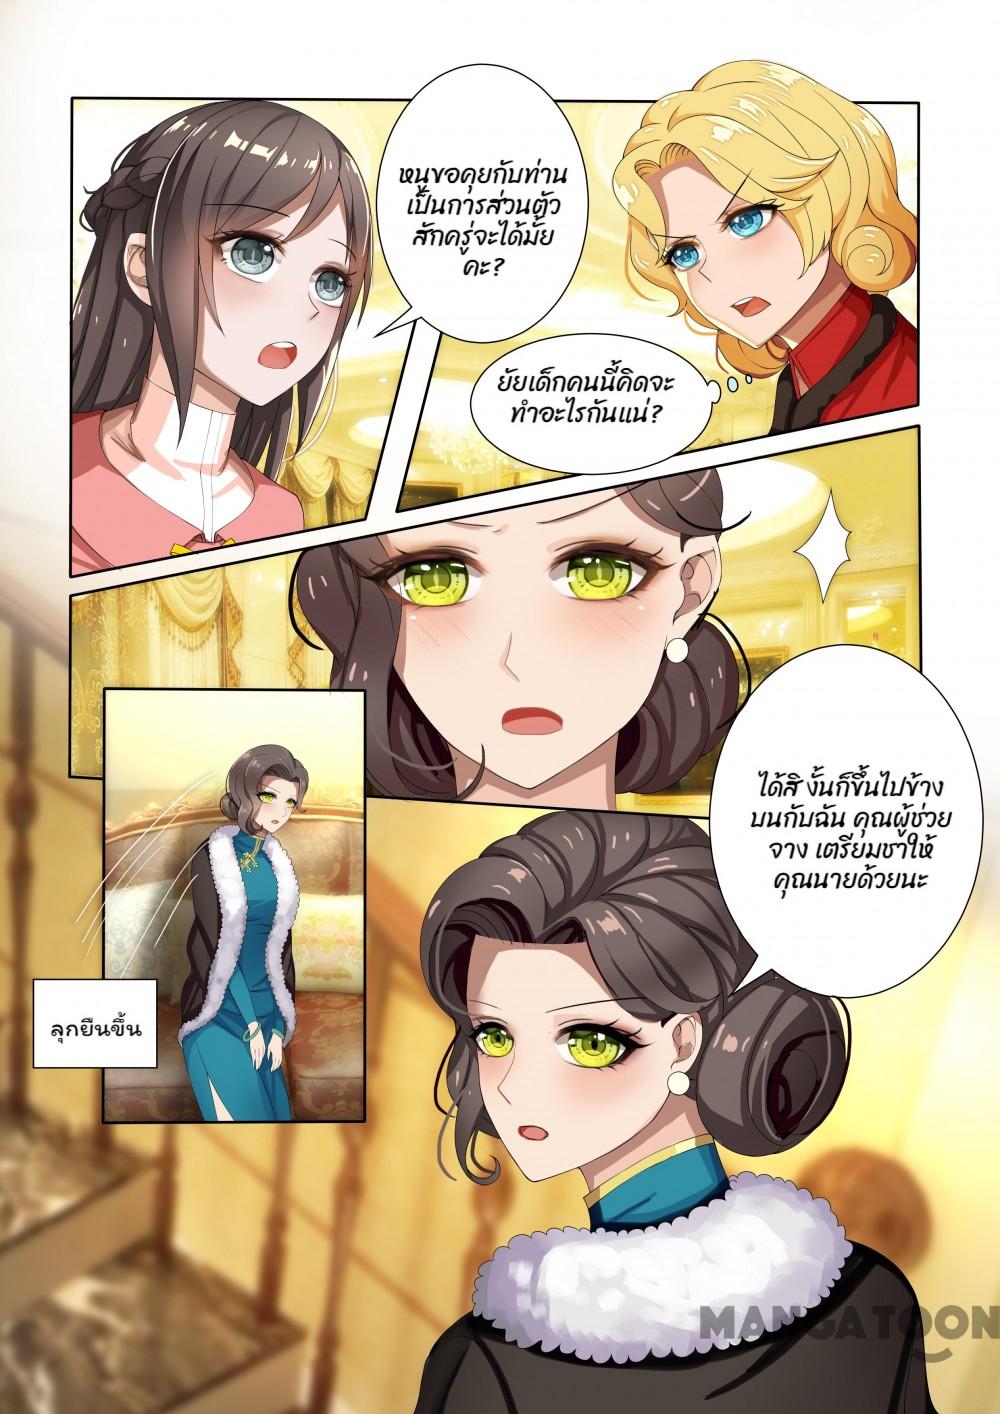 หนูขอคุยกับท่าน
เป็นการส่วนตัว
สักครู่จะได้มั้ย
คะ?
ยัยเด็กคนนี้คิดจะ
ทำอะไรกันแน่?
ได้สิ งั้นก็ขึ้นไปข้าง
บนกับฉัน คุณผู้ช่วย
จาง เตรียมชาให้
คุณนายด้วยนะ
ลุกยืนขึ้น
MANGATOON